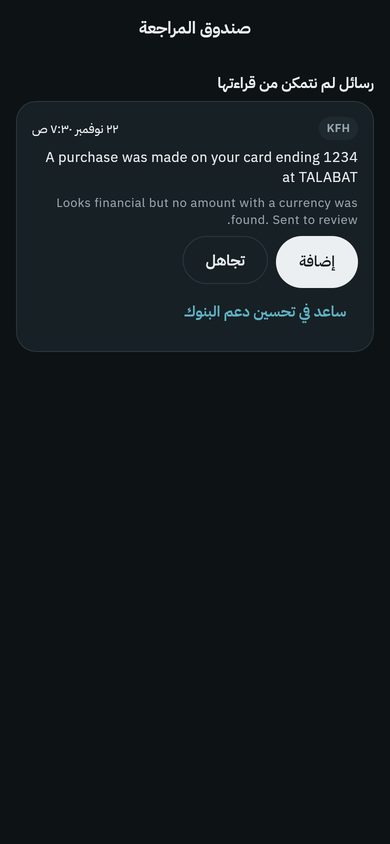 صندوق المراجعة
رسائل لم نتمكن من قراءتها
KFH
٢٢ نوفمبر ٧:٣٠ ص
A purchase was made on your card ending 1234
at TALABAT
Looks financial but no amount with a currency was
found. Sent to review.
إضافة
تجاهل
ساعد في تحسين دعم البنوك